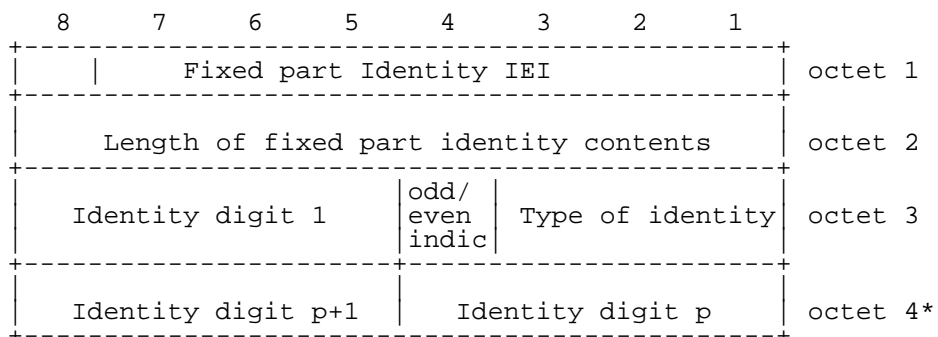 8 7 6 5 4 3 2 1
Fixed part Identity IEI octet 1
Length of fixed part identity contents octet 2
odd/
Identity digit 1 even Type of identity octet 3
indic
Identity digit p+1 Identity digit p octet 4*